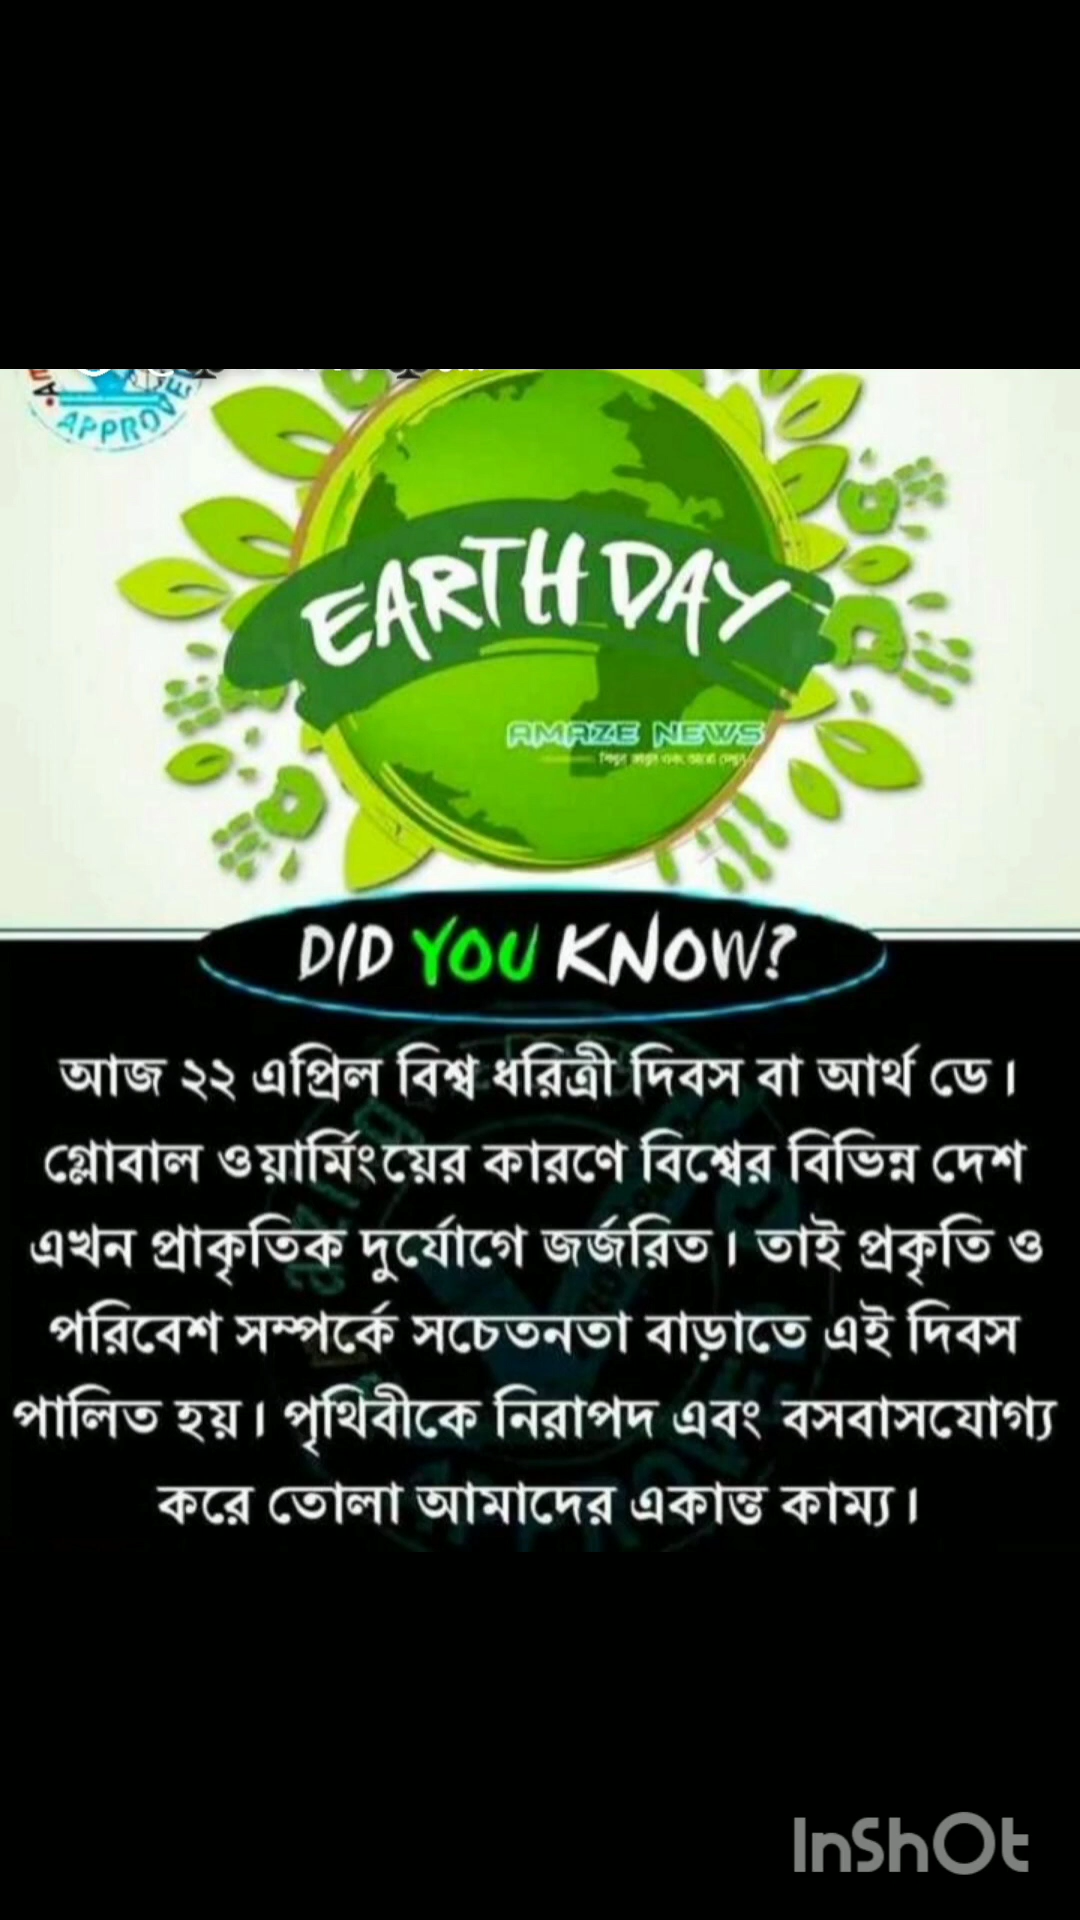 APPROVE
EARTH DAY
AMAZE NEWS
DID YOU KNOW?
আজ ২২ এপ্রিল বিশ্ব ধরিত্রী দিবস বা আর্থ ডে।
গ্লোবাল ওয়ার্মিংয়ের কারণে বিশ্বের বিভিন্ন দেশ
এখন প্রাকৃতিক দুর্যোগে জর্জরিত। তাই প্রকৃতি ও
পরিবেশ সম্পর্কে সচেতনতা বাড়াতে এই দিবস
পালিত হয়। পৃথিবীকে নিরাপদ এবং বসবাসযোগ্য
করে তোলা আমাদের একান্ত কাম্য।
InShOt